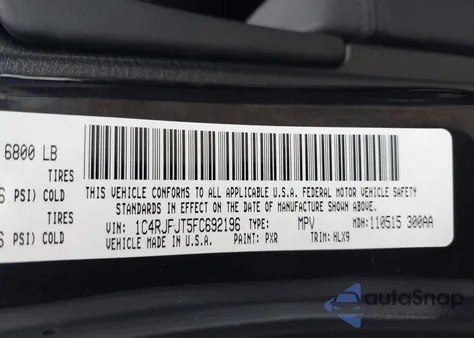 6800 LB
TIRES
PSI) COLD
THIS VEHICLE CONFORMS TO ALL APPLICABLE U.S.A. FEDERAL MOTOR VEHICLE SAFETY
TIRES
STANDARDS IN EFFECT ON THE DATE OF MANUFACTURE SHOWN ABOVE.
PSI) COLD
VIN: 1C4RJFJT5FC692196 TYPE: MPV MDH: 110515 300AA
VEHICLE MADE IN U.S.A. PAINT: PXR TRIM: HLX9
autoSnap